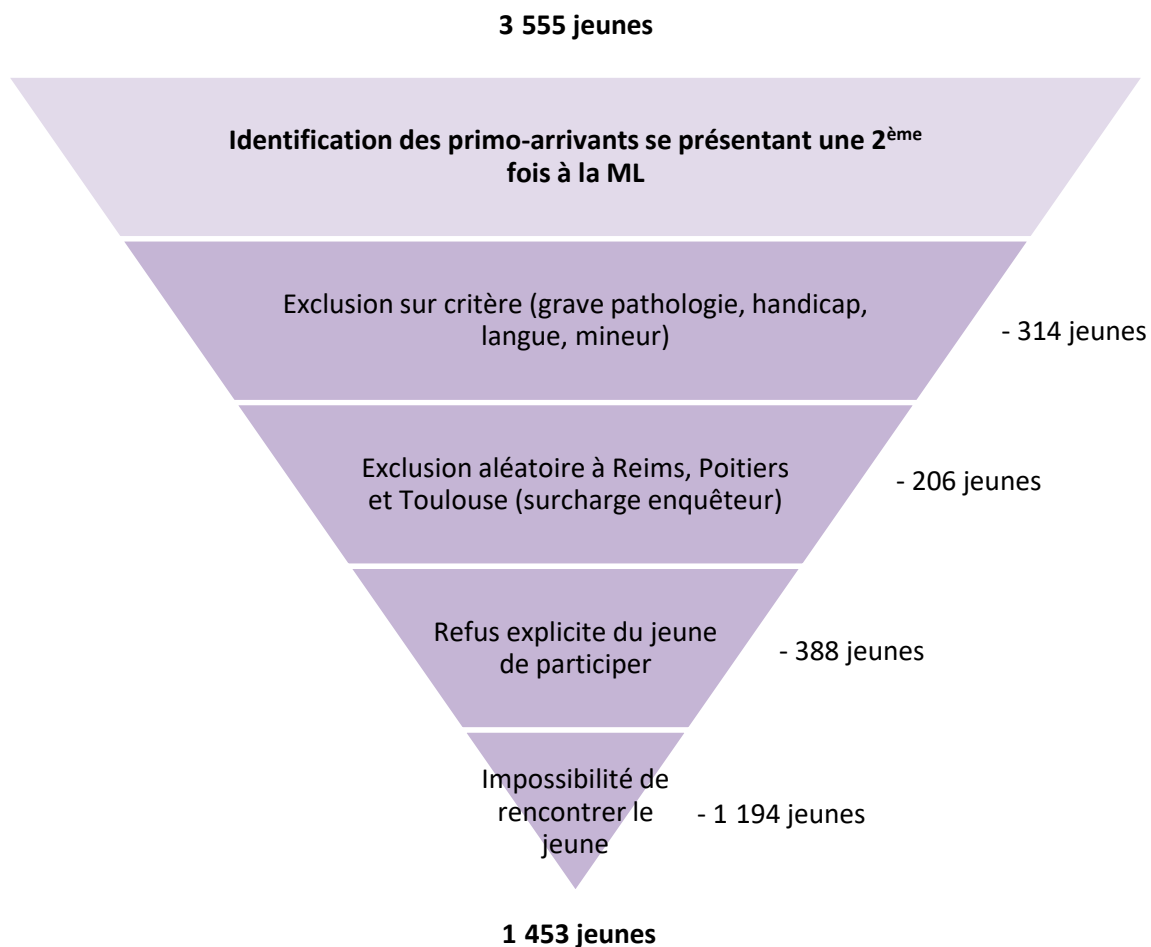 3 555 jeunes
Identification des primo-arrivants se présentant une 2ème
fois à la ML
Exclusion sur critère (grave pathologie, handicap,
langue, mineur)
- 314 jeunes
Exclusion aléatoire à Reims, Poitiers
et Toulouse (surcharge enquêteur)
- 206 jeunes
Refus explicite du jeune
de participer
- 388 jeunes
Impossibilité de
rencontrer le
jeune
- 1 194 jeunes
1 453 jeunes